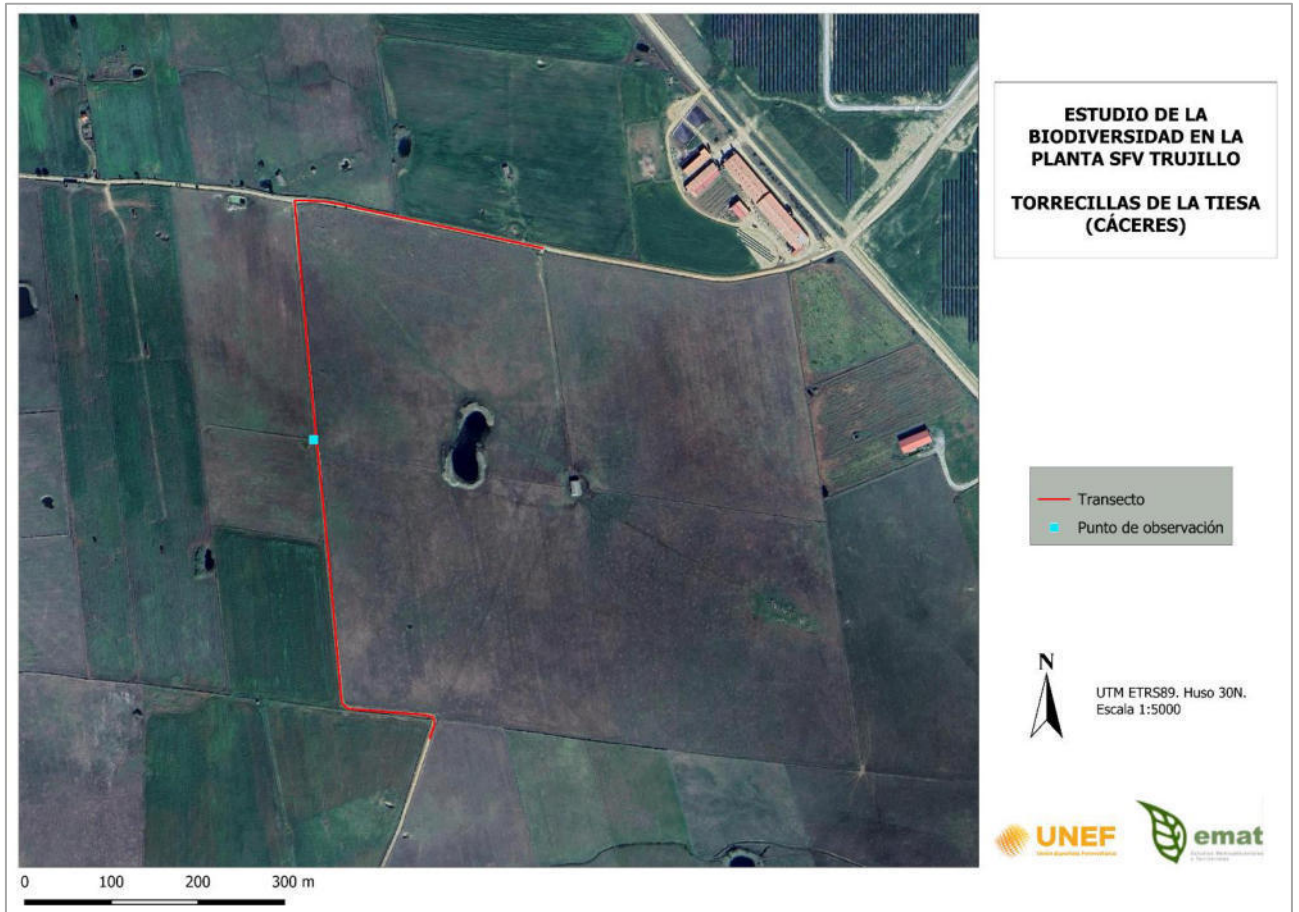 ESTUDIO DE LA
BIODIVERSIDAD EN LA
PLANTA SFV TRUJILLO
TORRECILLAS DE LA TIESA
(CÁCERES)
Transecto
Punto de observación
N
UTM ETRS89. Huso 30N.
Escala 1:5000
UNEF
emat
0 100 200 300 m